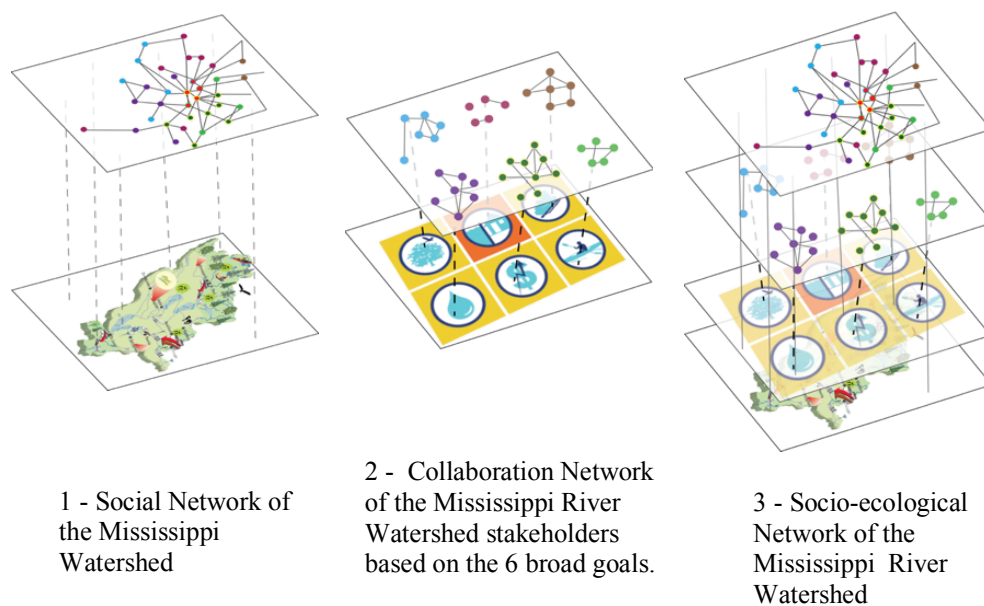 1 - Social Network of
the Mississippi
Watershed
2 -  Collaboration Network
of the Mississippi River
Watershed stakeholders
based on the 6 broad goals.
3 - Socio-ecological
Network of the
Mississippi  River
Watershed